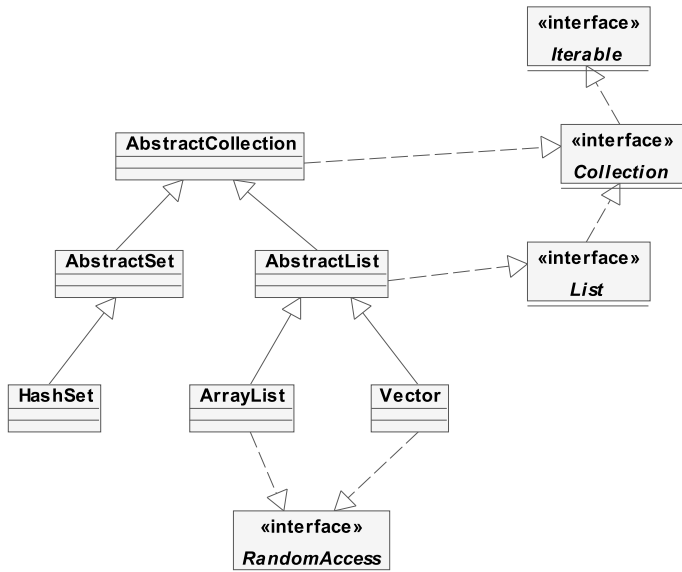 «interface»
Iterable
AbstractCollection
«interface»
Collection
AbstractSet
AbstractList
«interface»
List
HashSet
ArrayList
Vector
«interface»
RandomAccess